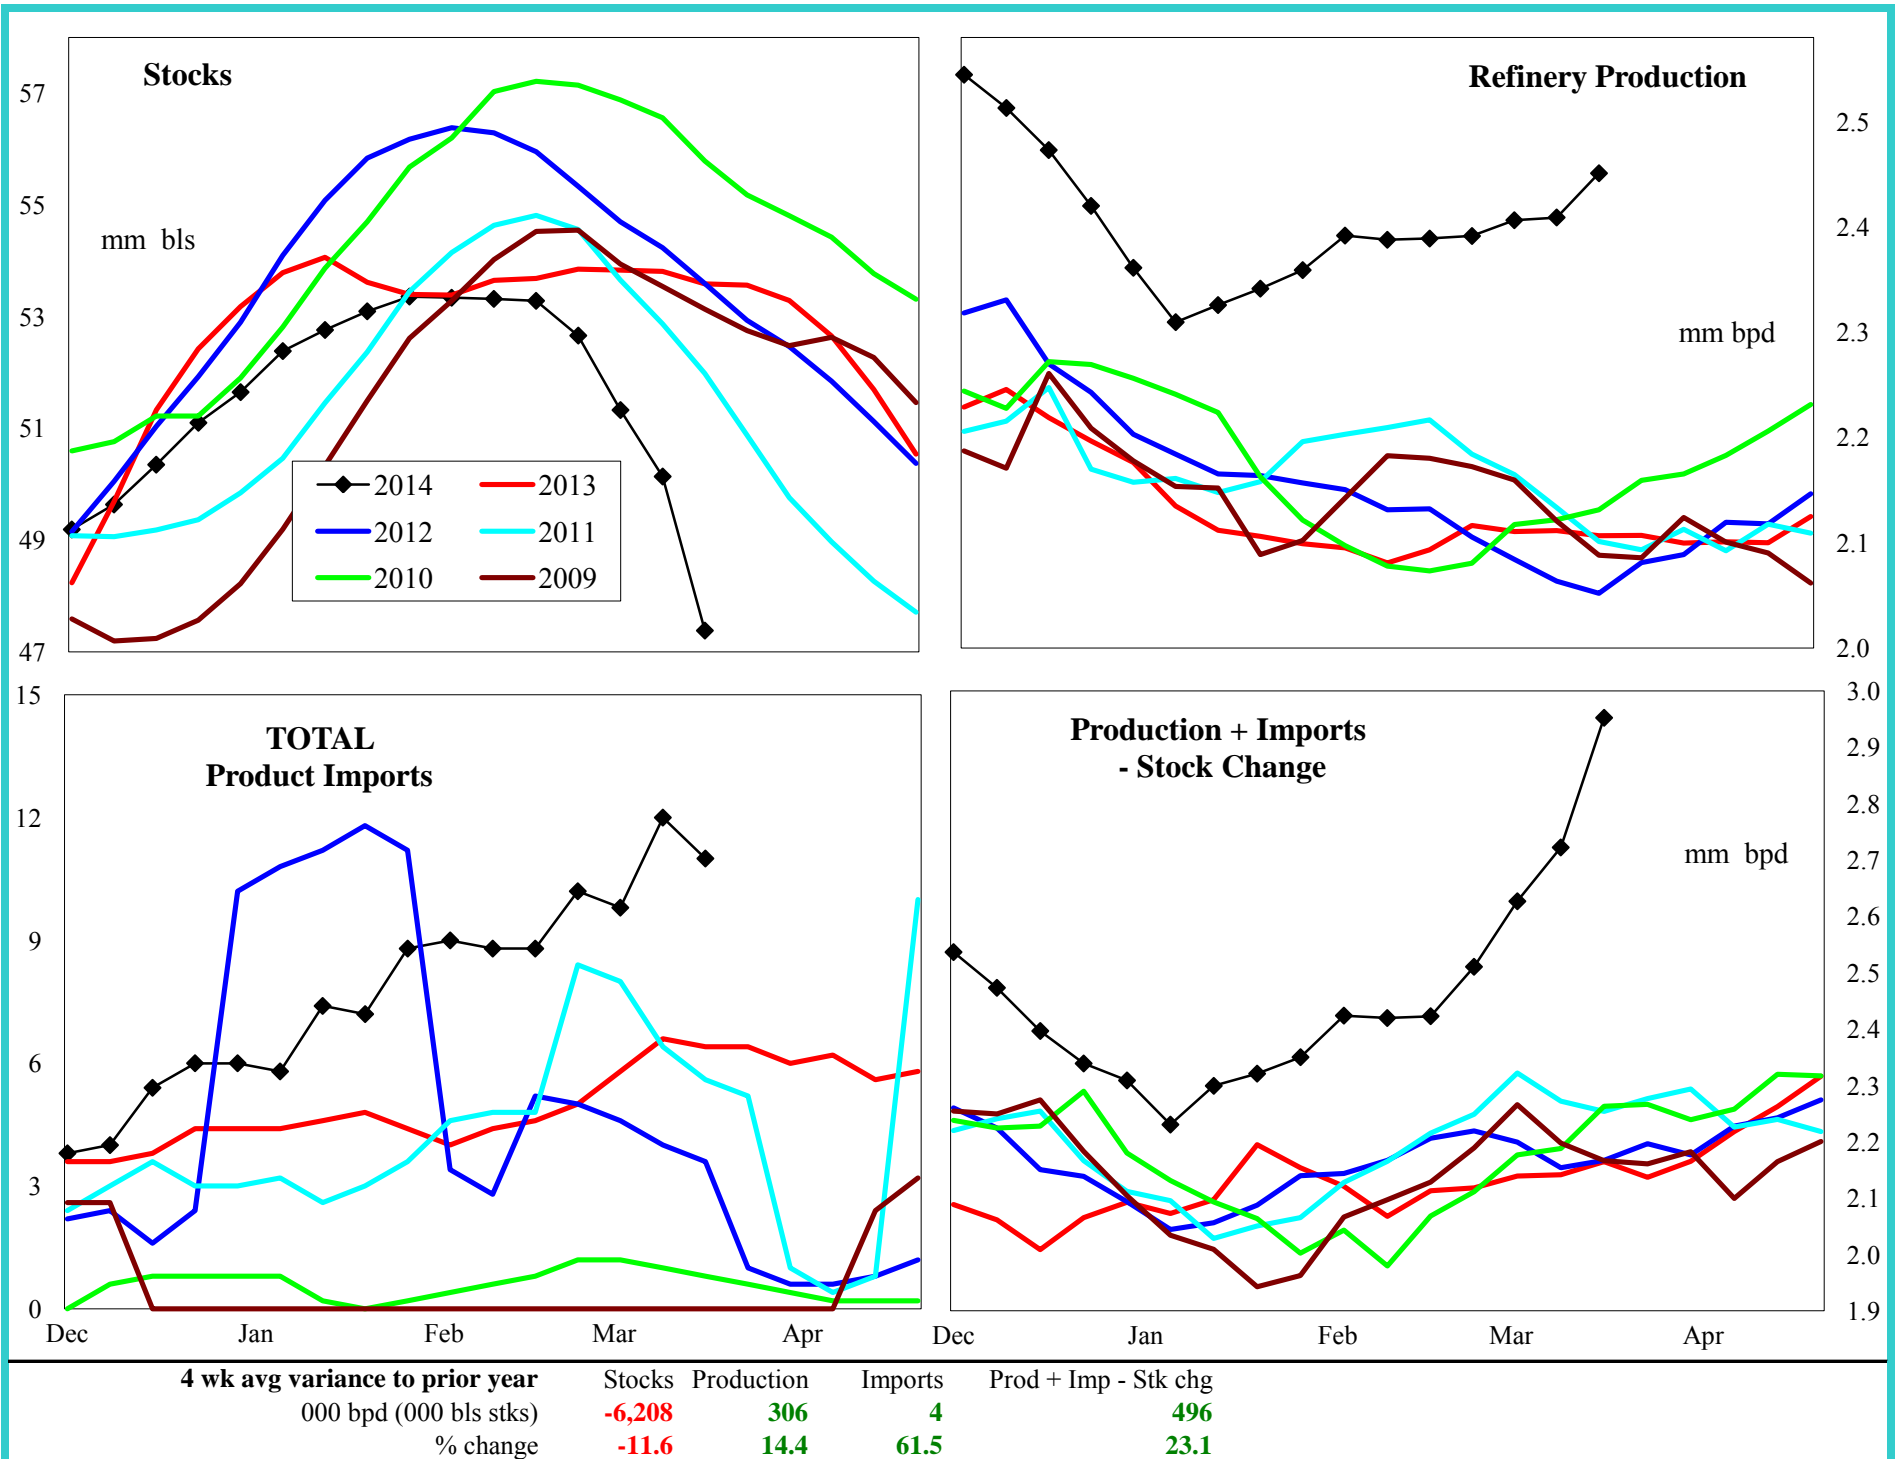 Stocks
57
55
53
51
49
47
mm bls
2014
2013
2012
2011
2010
2009
Refinery Production
2.5
2.4
2.3
2.2
2.1
2.0
mm bpd
TOTAL
Product Imports
15
12
9
6
3
0
Dec Jan Feb Mar Apr
Production + Imports
- Stock Change
3.0
2.9
2.8
2.7
2.6
2.5
2.4
2.3
2.2
2.1
2.0
1.9
mm bpd
Dec Jan Feb Mar Apr
4 wk avg variance to prior year Stocks Production Imports Prod + Imp - Stk chg
000 bpd (000 bls stks) -6,208 306 4 496
% change -11.6 14.4 61.5 23.1